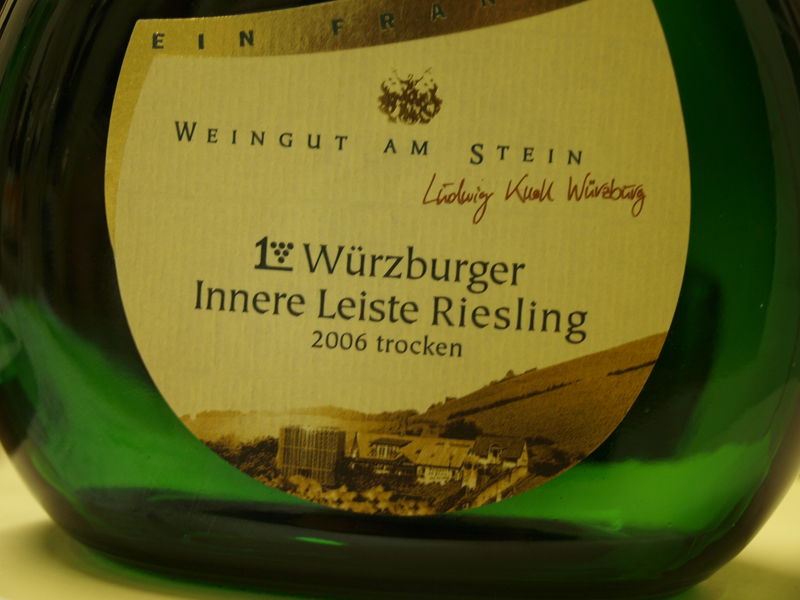 EIN FRAN
WEINGUT AM STEIN
Ludwig Knoll Würzburg
1 Würzburger
Innere Leiste Riesling
2006 trocken